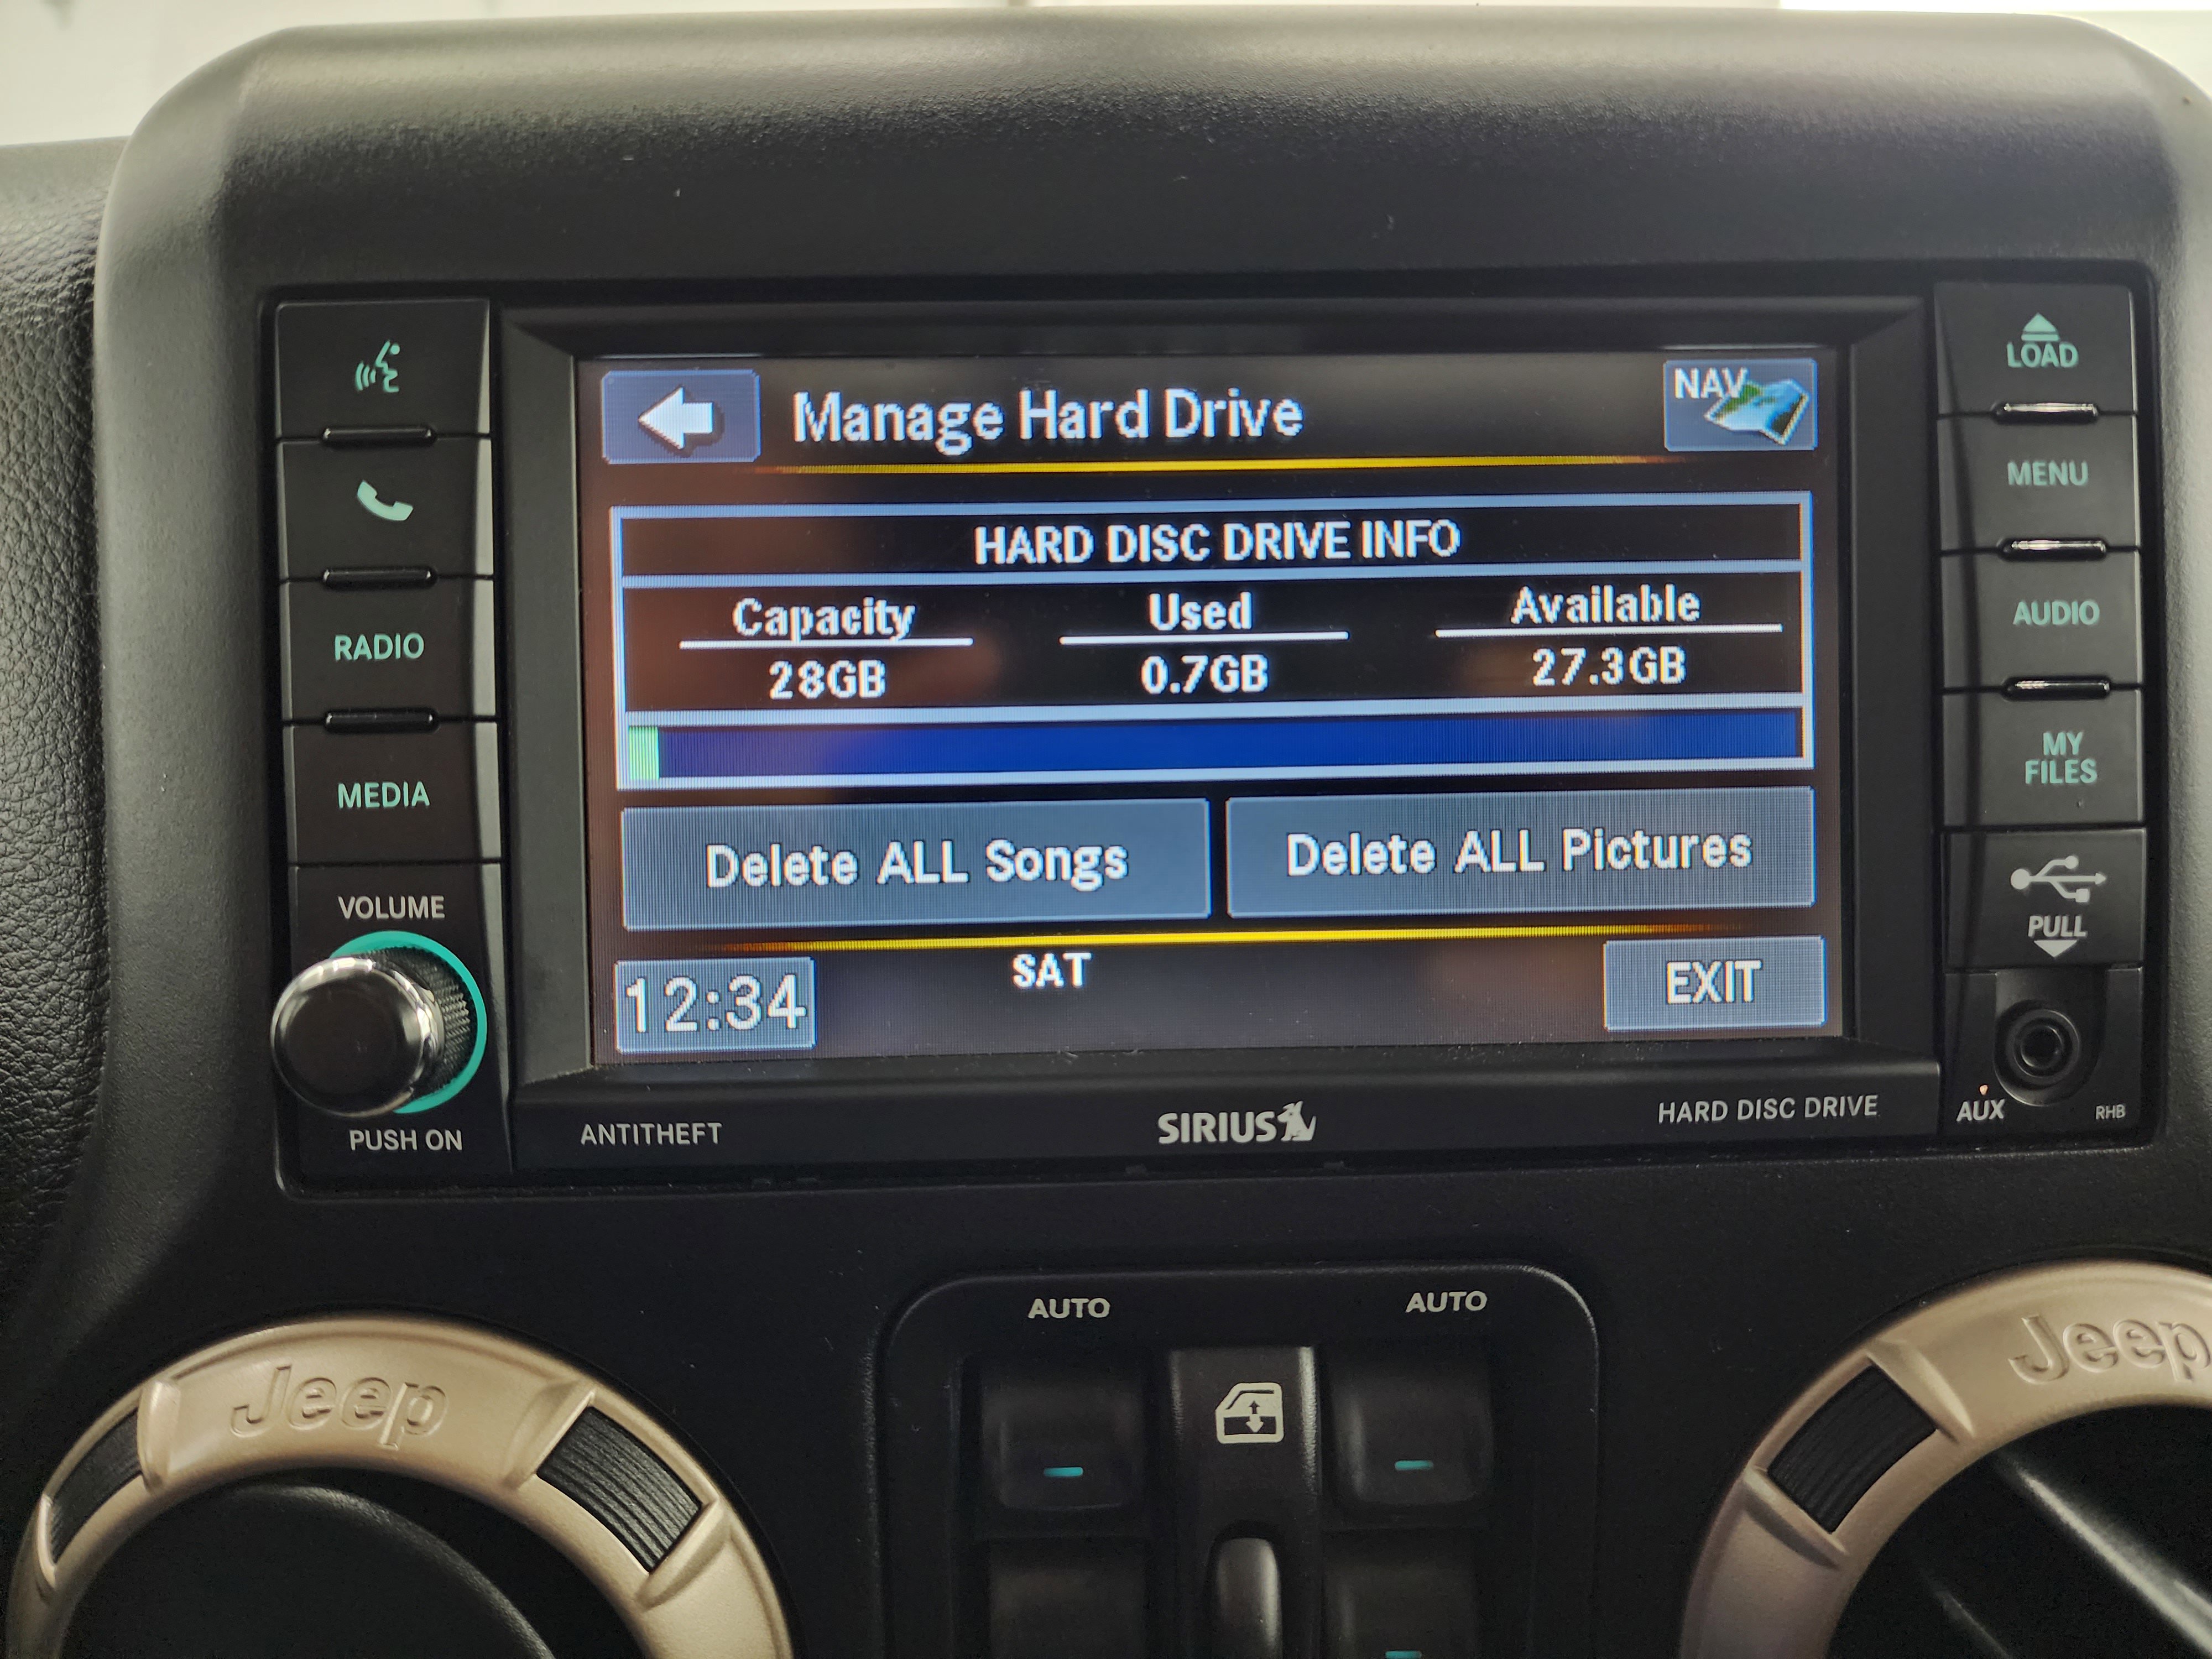 Manage Hard Drive
NAV
HARD DISC DRIVE INFO
Capacity
Used
Available
28GB
0.7GB
27.3GB
Delete ALL Songs
Delete ALL Pictures
12:34
SAT
EXIT
RADIO
MEDIA
VOLUME
PUSH ON
LOAD
MENU
AUDIO
MY
FILES
PULL
AUX
RHB
ANTITHEFT
SIRIUS
HARD DISC DRIVE
AUTO
AUTO
Jeep
Jeep